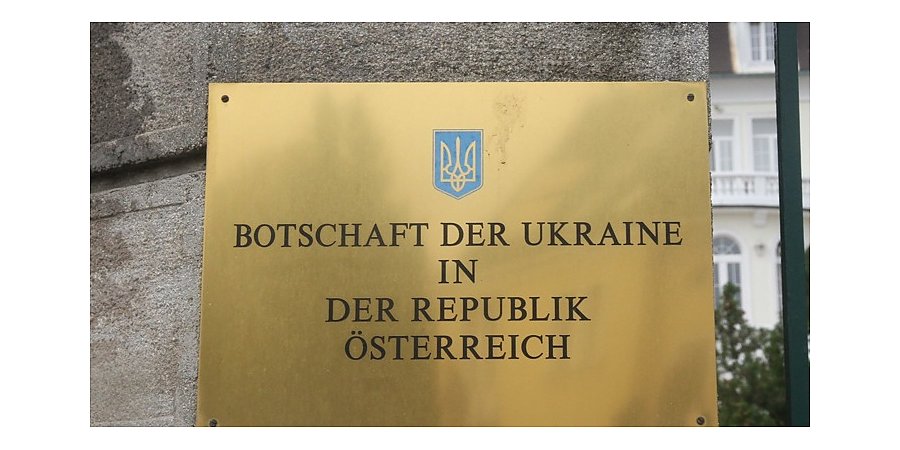 BOTSCHAFT DER UKRAINE
IN
DER REPUBLIK
ÖSTERREICH